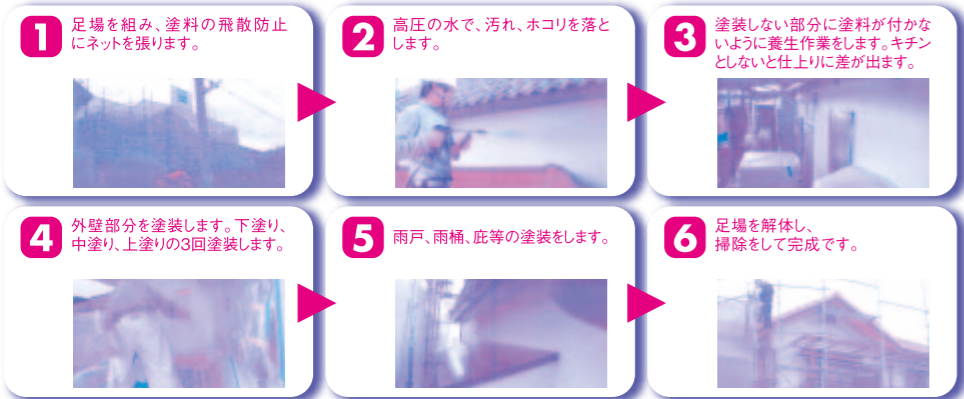 1
足場を組み、塗料の飛散防止
にネットを張ります。
2
高圧の水で、汚れ、ホコリを落と
します。
3
塗装しない部分に塗料が付かな
いように養生作業をします。キチン
としないと仕上りに差が出ます。
4
外壁部分を塗装します。下塗り、
中塗り、上塗りの3回塗装します。
5
雨戸、雨樋、庇等の塗装をします。
6
足場を解体し、
掃除をして完成です。